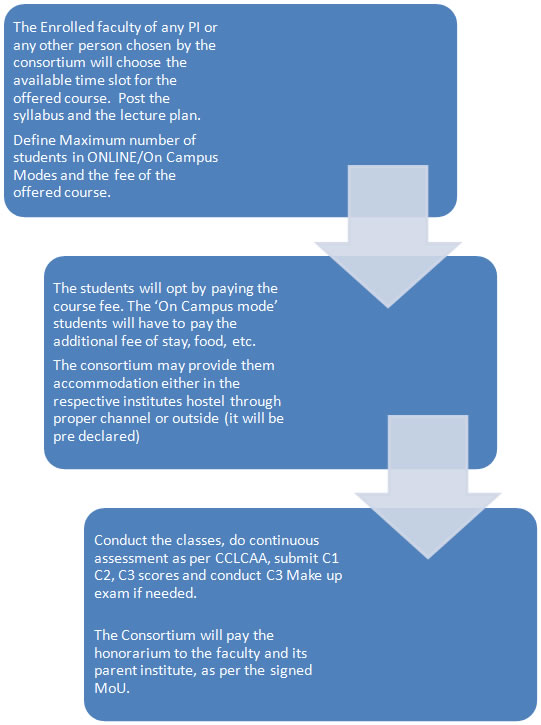 The Enrolled faculty of any PI or
any other person chosen by the
consortium will choose the
available time slot for the
offered course.  Post the
syllabus and the lecture plan.
Define Maximum number of
students in ONLINE/On Campus
Modes and the fee of the
offered course.
The students will opt by paying the
course fee. The ‘On Campus mode’
students will have to pay the
additional fee of stay, food, etc.
The consortium may provide them
accommodation either in the
respective institutes hostel through
proper channel or outside (it will be
pre declared)
Conduct the classes, do continuous
assessment as per CCLCAA, submit C1
C2, C3 scores and conduct C3 Make up
exam if needed.
The Consortium will pay the
honorarium to the faculty and its
parent institute, as per the signed
MoU.